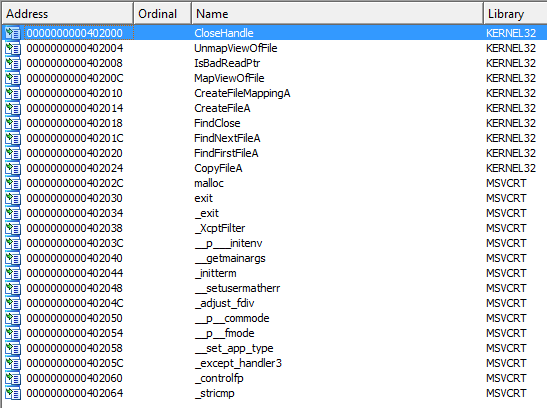 Address Ordinal Name Library
0000000000402000 CloseHandle KERNEL32
0000000000402004 UnmapViewOfFile KERNEL32
0000000000402008 IsBadReadPtr KERNEL32
000000000040200C MapViewOfFile KERNEL32
0000000000402010 CreateFileMappingA KERNEL32
0000000000402014 CreateFileA KERNEL32
0000000000402018 FindClose KERNEL32
000000000040201C FindNextFileA KERNEL32
0000000000402020 FindFirstFileA KERNEL32
0000000000402024 CopyFileA KERNEL32
000000000040202C malloc MSVCRT
0000000000402030 exit MSVCRT
0000000000402034 _exit MSVCRT
0000000000402038 _XcptFilter MSVCRT
000000000040203C __p___initenv MSVCRT
0000000000402040 __getmainargs MSVCRT
0000000000402044 _initterm MSVCRT
0000000000402048 __setusermatherr MSVCRT
000000000040204C _adjust_fdiv MSVCRT
0000000000402050 __p__commode MSVCRT
0000000000402054 __p__fmode MSVCRT
0000000000402058 __set_app_type MSVCRT
000000000040205C _except_handler3 MSVCRT
0000000000402060 _controlfp MSVCRT
0000000000402064 _stricmp MSVCRT